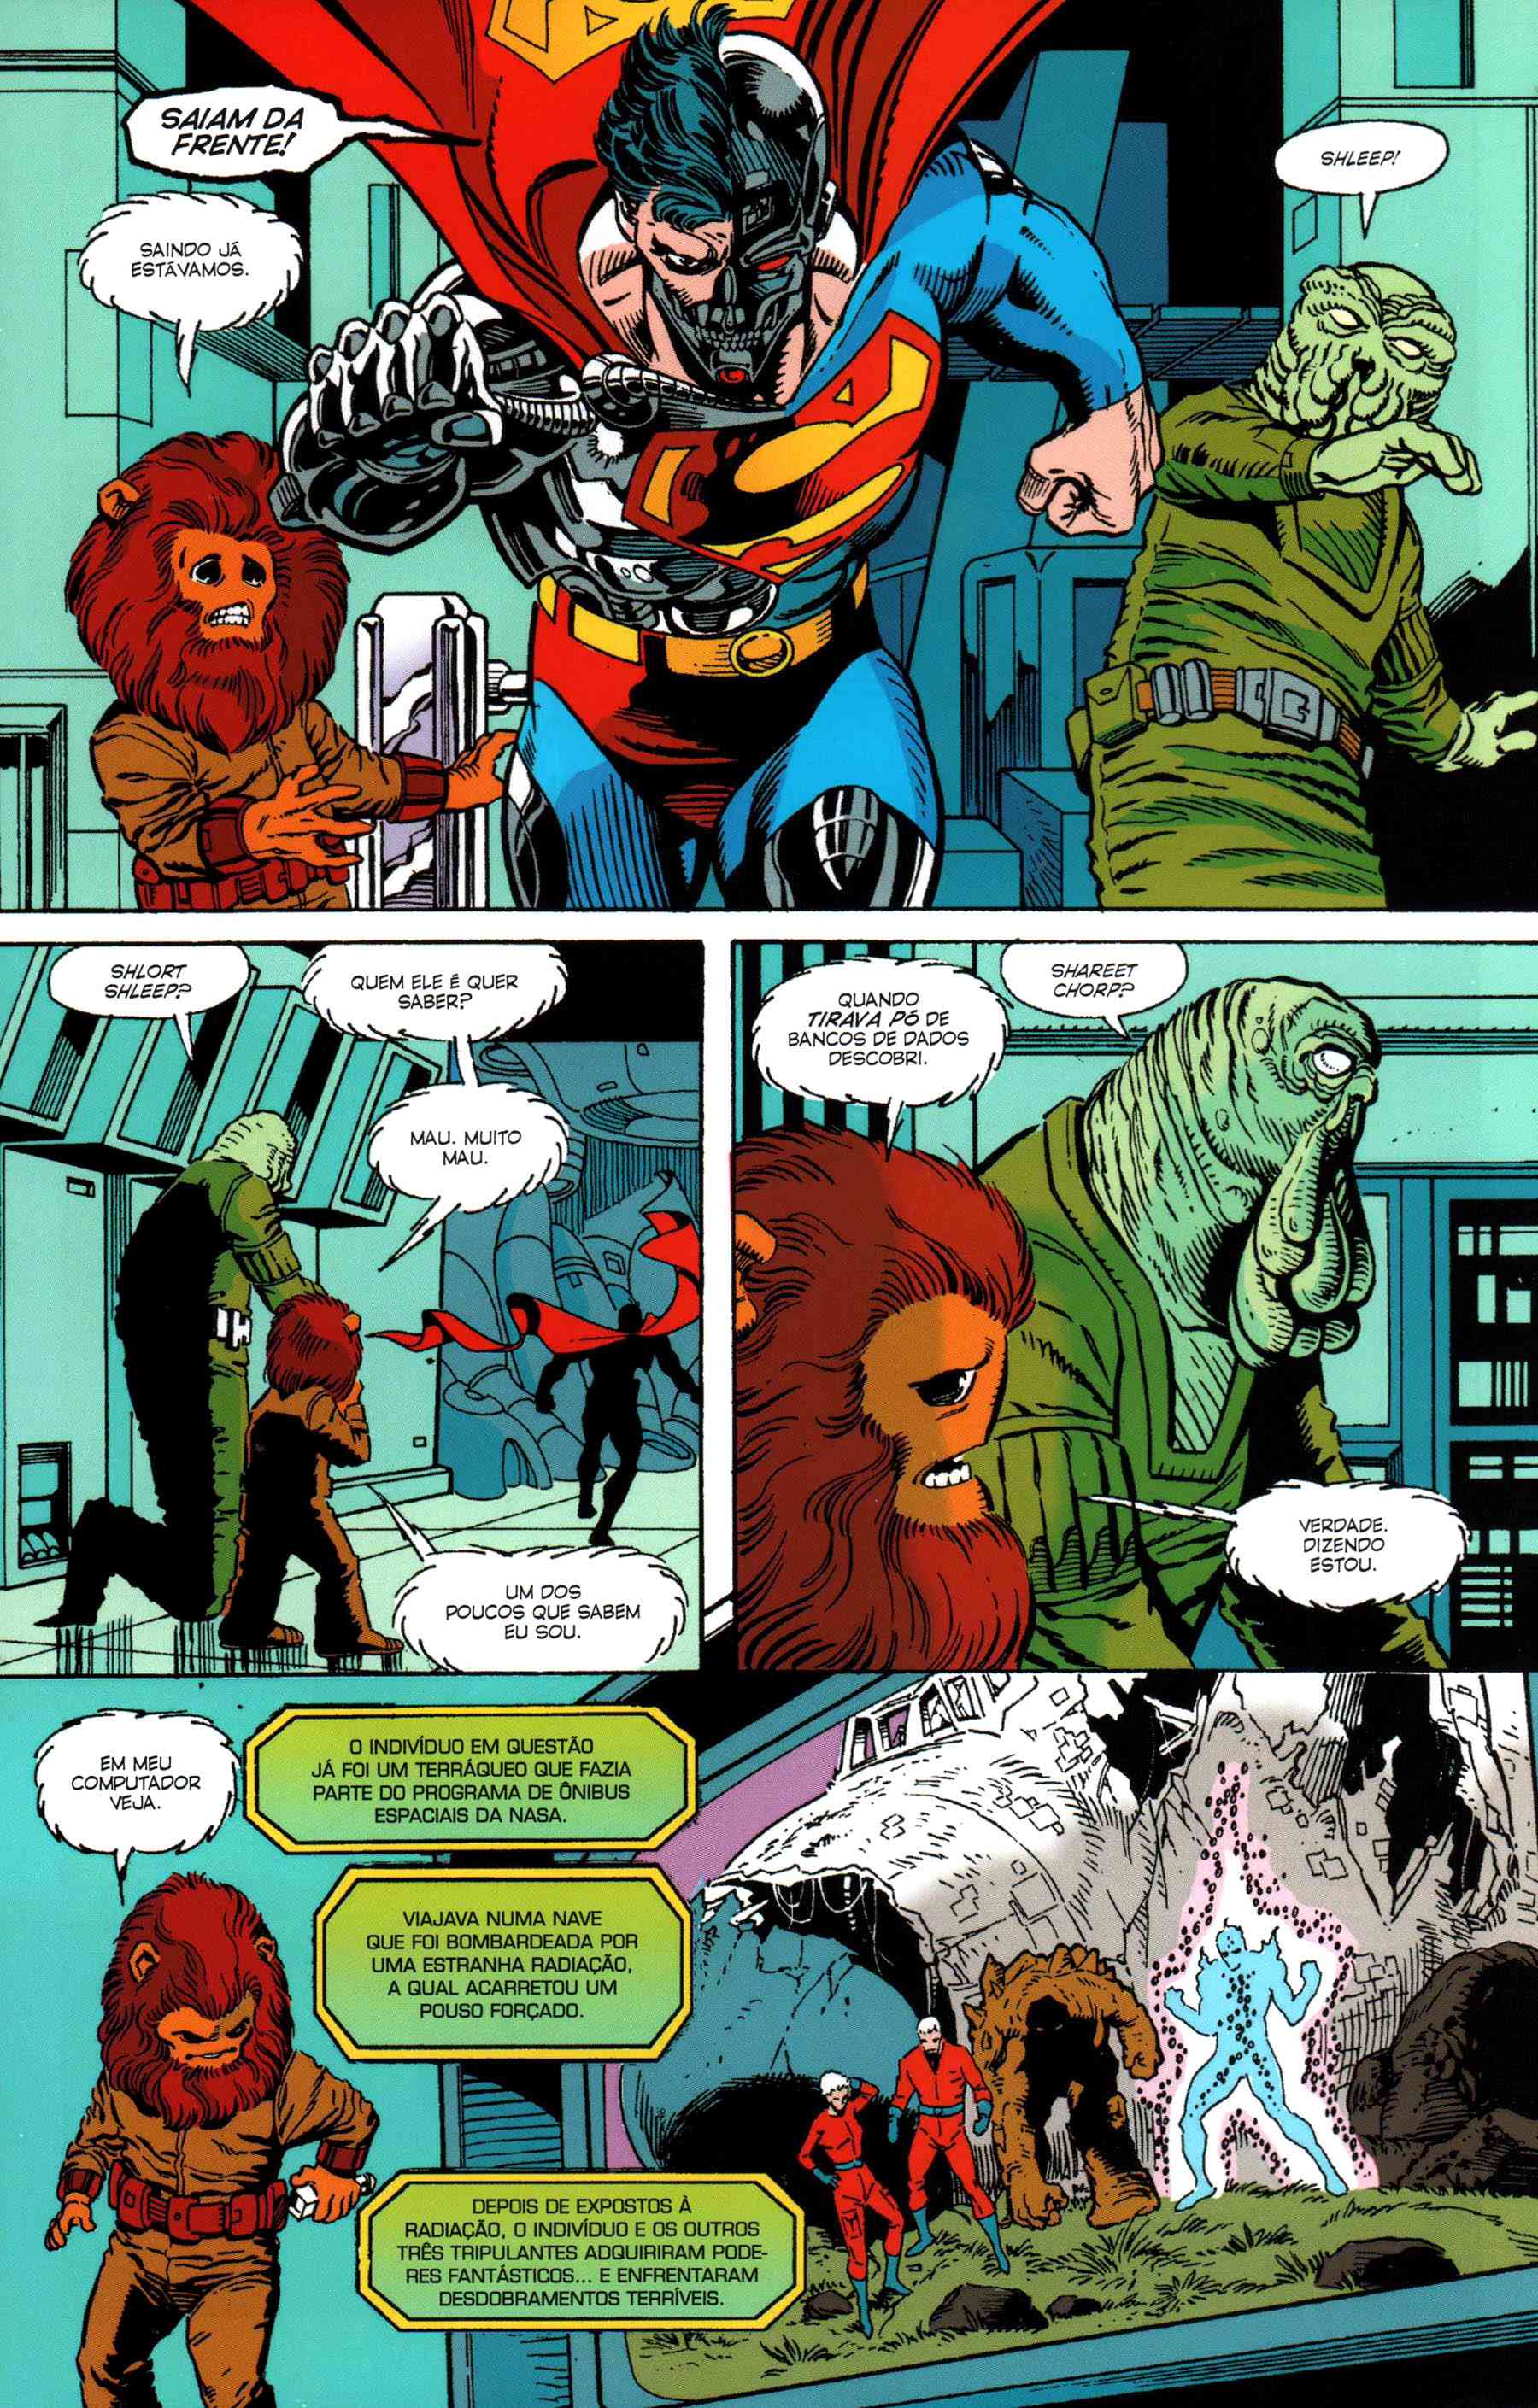 SAIAM DA
FRENTE!
SAINDO JÁ
ESTÁVAMOS.
SHLEEP!
SHLORT
SHLEEP?
QUEM ELE É QUER
SABER?
MAU. MUITO
MAU.
UM DOS
POUCOS QUE SABEM
EU SOU.
QUANDO
TIRAVA PÓ DE
BANCOS DE DADOS
DESCOBRI.
SHAREET
CHORP?
VERDADE.
DIZENDO
ESTOU.
EM MEU
COMPUTADOR
VEJA.
O INDIVÍDUO EM QUESTÃO
JÁ FOI UM TERRÁQUEO QUE FAZIA
PARTE DO PROGRAMA DE ÔNIBUS
ESPACIAIS DA NASA.
VIAJAVA NUMA NAVE
QUE FOI BOMBARDEADA POR
UMA ESTRANHA RADIAÇÃO,
A QUAL ACARRETOU UM
POUSO FORÇADO.
DEPOIS DE EXPOSTOS À
RADIAÇÃO, O INDIVÍDUO E OS OUTROS
TRÊS TRIPULANTES ADQUIRIRAM PODE-
RES FANTÁSTICOS... E ENFRENTARAM
DESDOBRAMENTOS TERRÍVEIS.